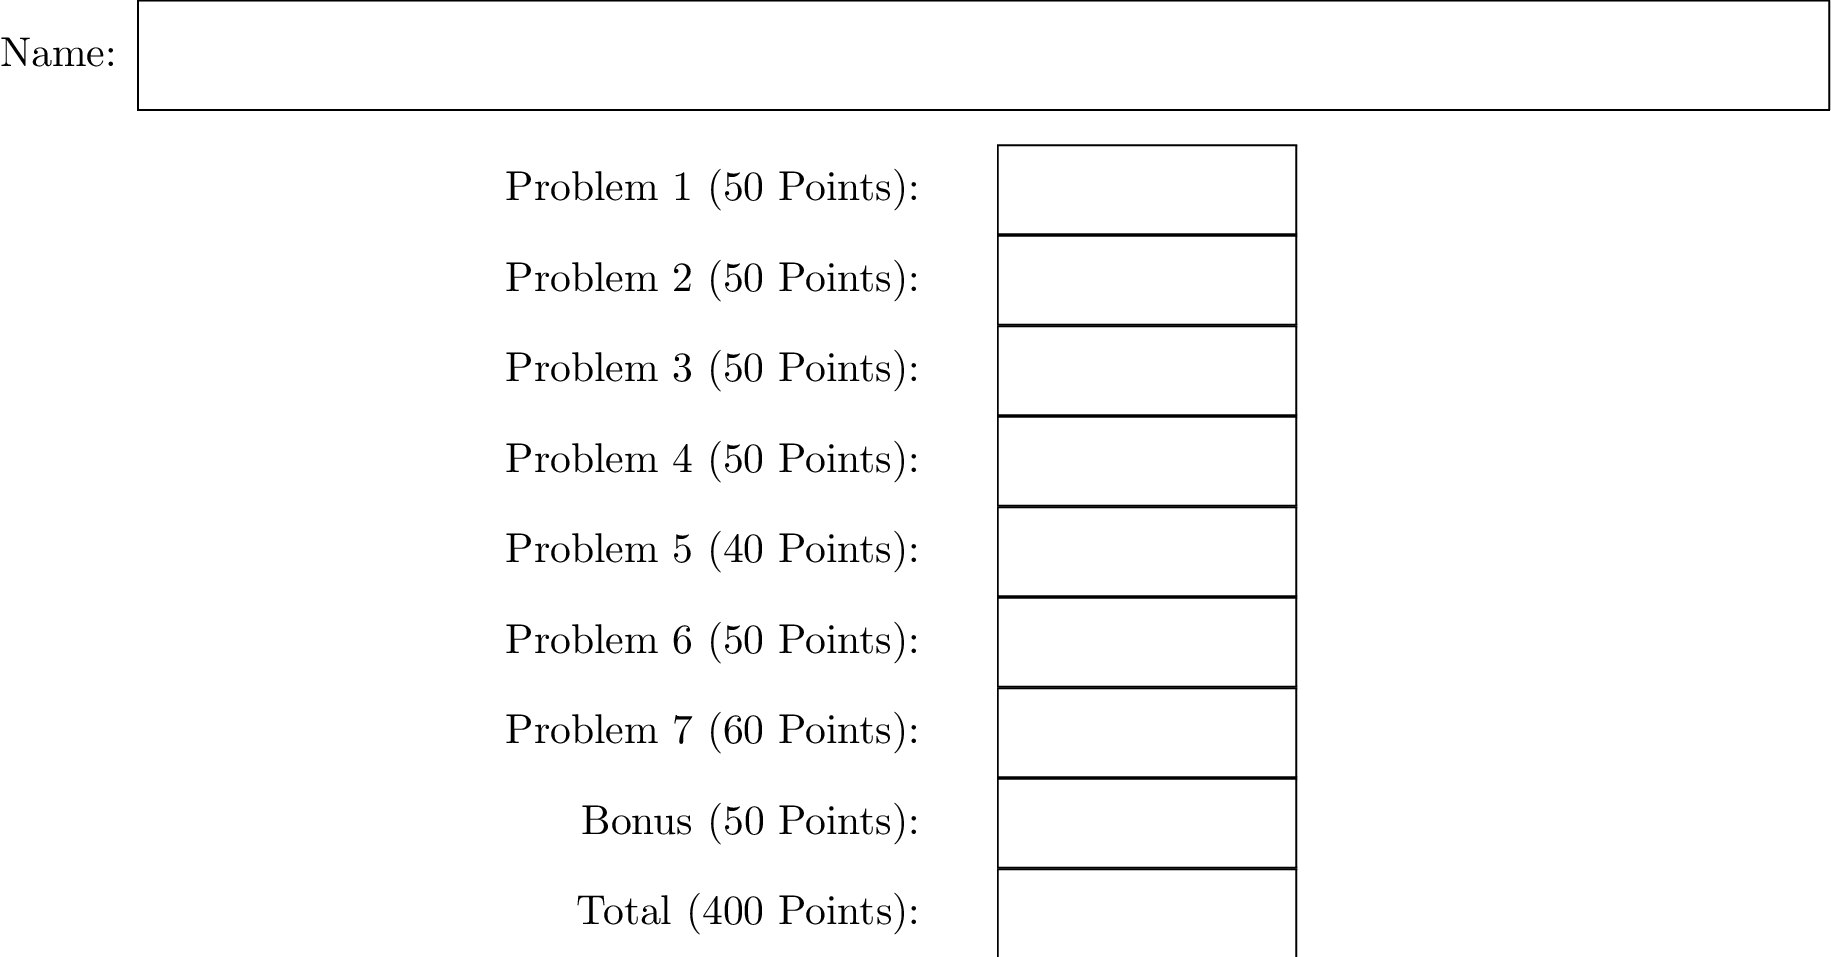 Name:
Problem 1 (50 Points):
Problem 2 (50 Points):
Problem 3 (50 Points):
Problem 4 (50 Points):
Problem 5 (40 Points):
Problem 6 (50 Points):
Problem 7 (60 Points):
Bonus (50 Points):
Total (400 Points):